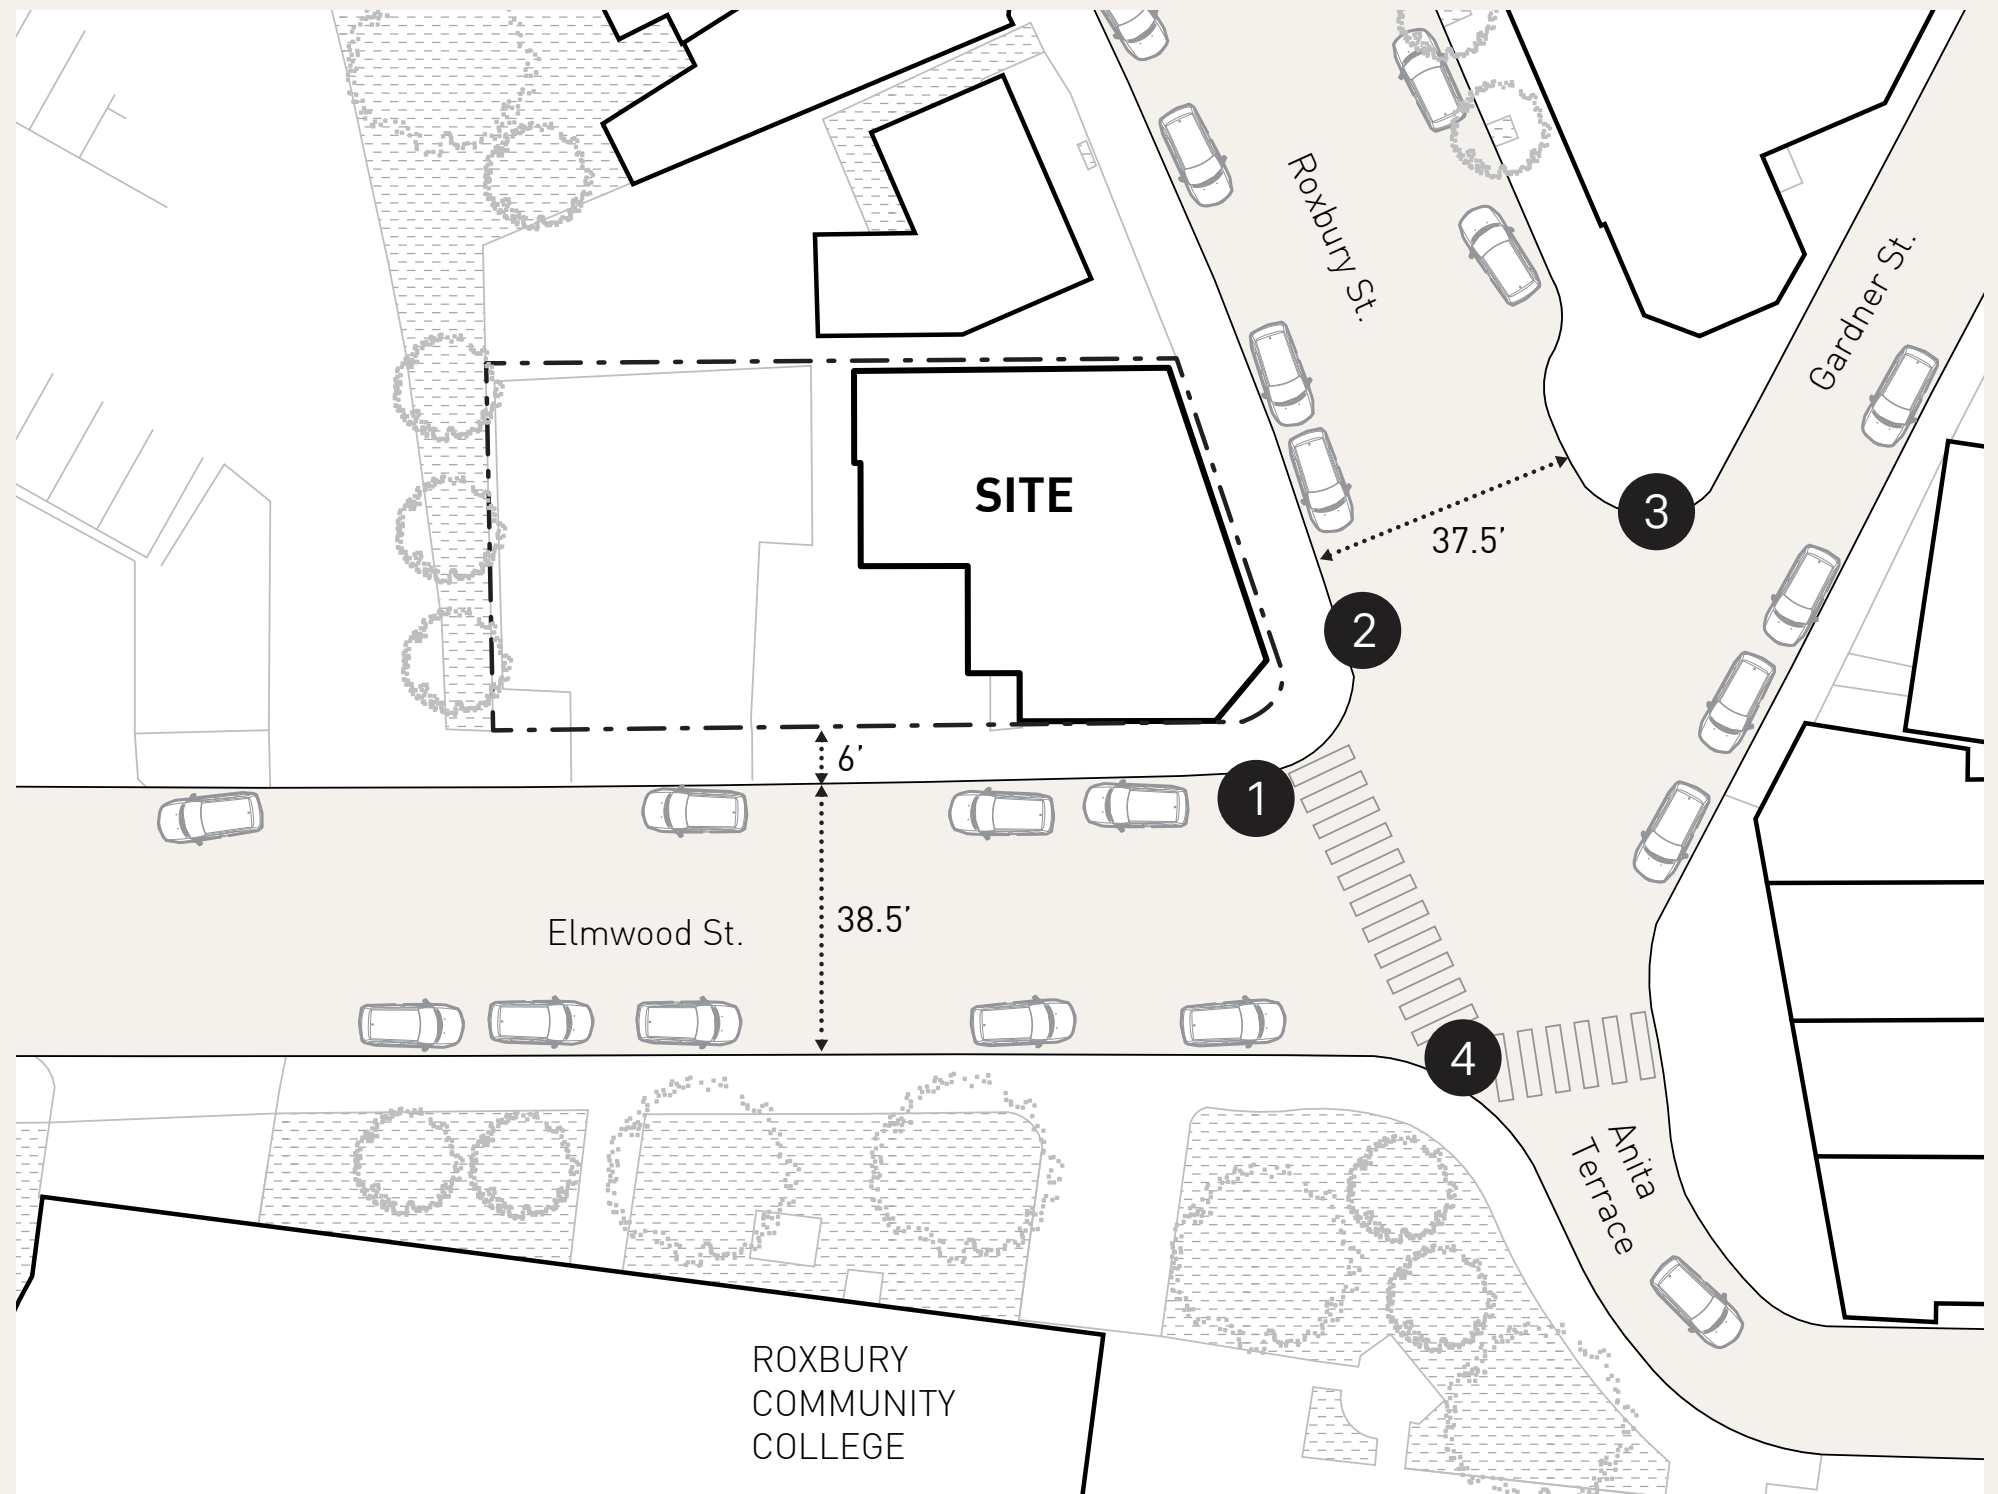 Roxbury St.
Gardner St.
SITE
3
37.5’
2
6’
1
38.5’
Elmwood St.
4
Anita
Terrace
ROXBURY
COMMUNITY
COLLEGE